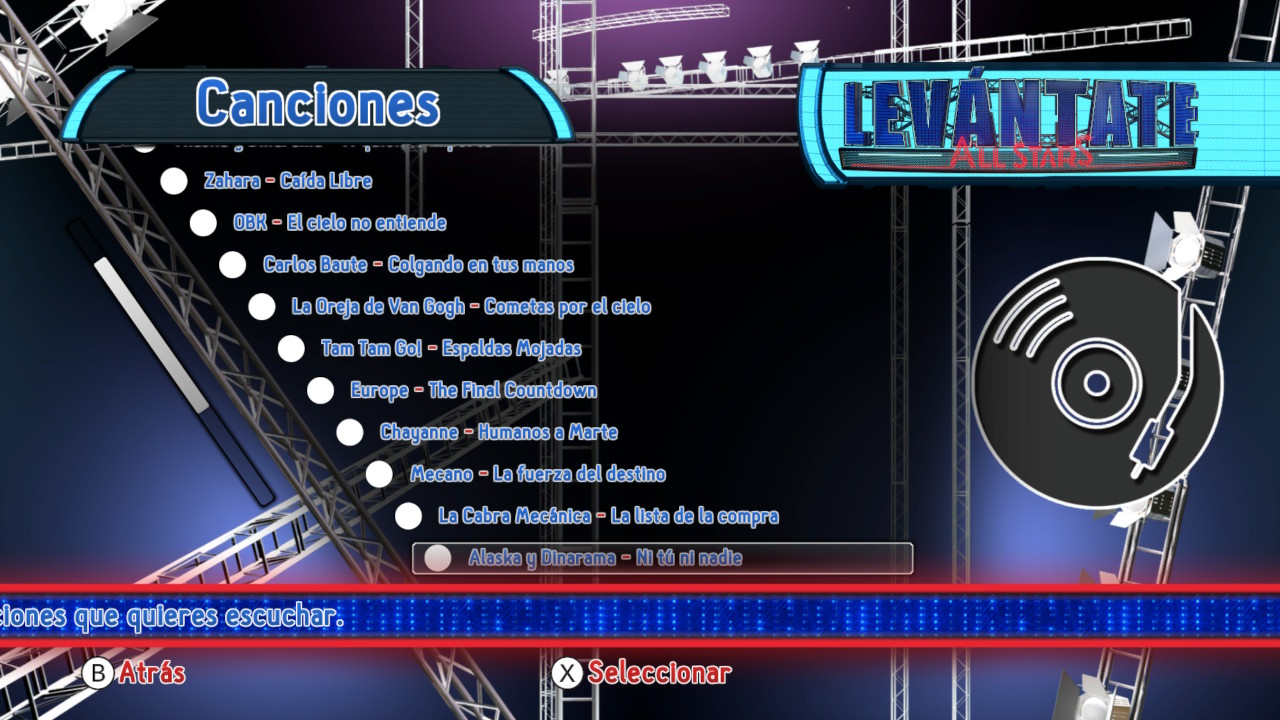 Canciones
LEVÁNTATE
ALL STARS
Zahara - Caída Libre
OBK - El cielo no entiende
Carlos Baute - Colgando en tus manos
La Oreja de Van Gogh - Cometas por el cielo
Tam Tam Go! - Espaldas Mojadas
Europe - The Final Countdown
Chayanne - Humanos a Marte
Mecano - La fuerza del destino
La Cabra Mecánica - La lista de la compra
Alaska y Dinarama - Ni tú ni nadie
ciones que quieres escuchar.
B Atrás
X Seleccionar